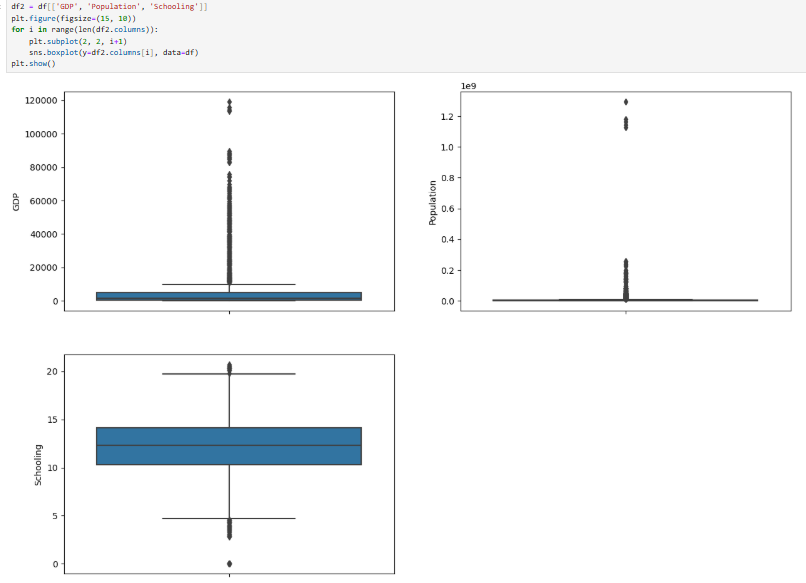 df2 = df[['GDP', 'Population', 'Schooling']]
plt.figure(figsize=(15, 10))
for i in range(len(df2.columns)):
    plt.subplot(2, 2, i+1)
    sns.boxplot(y=df2.columns[i], data=df)
plt.show()
120000
100000
80000
60000
40000
20000
0
GDP
1e9
1.2
1.0
0.8
0.6
0.4
0.2
0.0
Population
20
15
10
5
0
Schooling